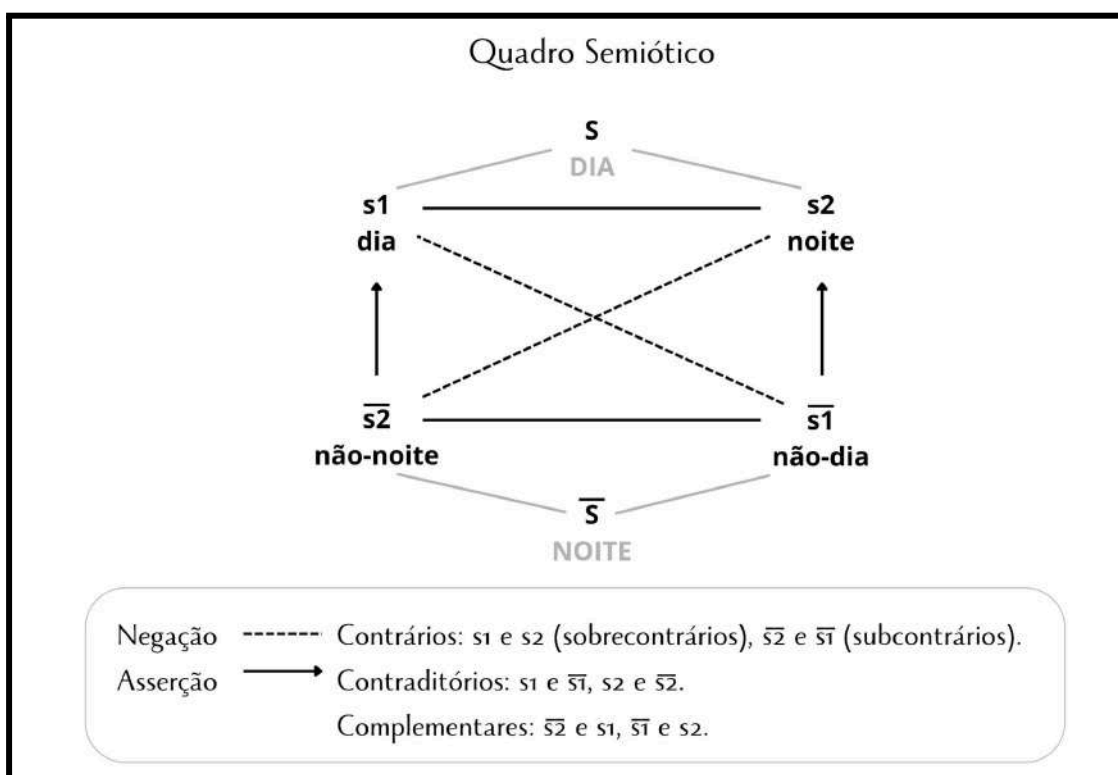 Quadro Semiótico
S
DIA
s1 s2
dia noite
s̅2̅ s̅1̅
não-noite não-dia
S̅
NOITE
Negação Contrários: s1 e s2 (sobrecontrários), s̅2̅ e s̅1̅ (subcontrários).
Asserção Contraditórios: s1 e s̅1̅, s2 e s̅2̅.
Complementares: s̅2̅ e s1, s̅1̅ e s2.